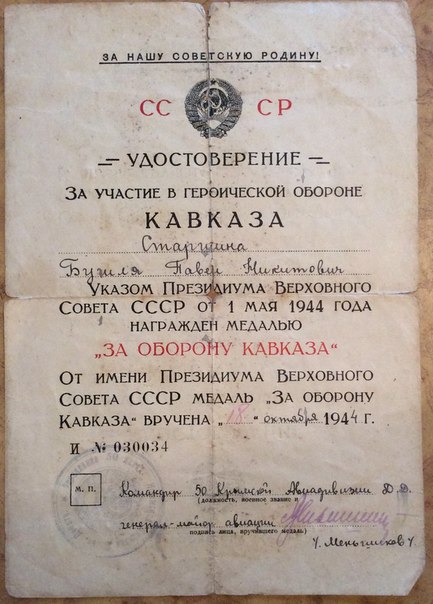 ЗА НАШУ СОВЕТСКУЮ РОДИНУ!
СС СР
УДОСТОВЕРЕНИЕ
ЗА УЧАСТИЕ В ГЕРОИЧЕСКОЙ ОБОРОНЕ
КАВКАЗА
Старшина
Никитович
УКАЗОМ ПРЕЗИДИУМА ВЕРХОВНОГО
СОВЕТА СССР ОТ 1 МАЯ 1944 ГОДА
НАГРАЖДЕН МЕДАЛЬЮ
„ЗА ОБОРОНУ КАВКАЗА“
ОТ ИМЕНИ ПРЕЗИДИУМА ВЕРХОВНОГО
СОВЕТА СССР МЕДАЛЬ „ЗА ОБОРОНУ
КАВКАЗА“ ВРУЧЕНА „18“ октября 1944 Г.
И № 030034
М. П.
Командир 50 Крымской Авиадивизии Д.Д.
(должность, военное звание и
генерал-майор авиации
подпись лица, вручившего медаль)
Меньшиков